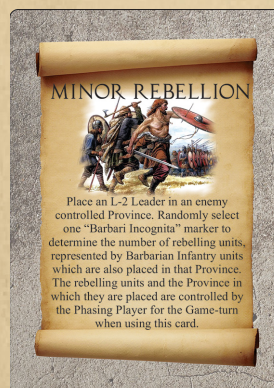 MINOR REBELLION
Place an L-2 Leader in an enemy
controlled Province. Randomly select
one “Barbari Incognita” marker to
determine the number of rebelling units,
represented by Barbarian Infantry units
which are also placed in that Province.
The rebelling units and the Province in
which they are placed are controlled by
the Phasing Player for the Game-turn
when using this card.